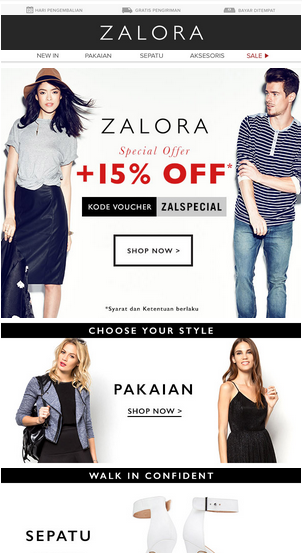 HARI PENGEMBALIAN GRATIS PENGIRIMAN BAYAK DITEMPAT
ZALORA
NEW IN PAKAIAN SEPATU AKSESORIS SALE
ZALORA
Special Offer
+15% OFF*
KODE VOUCHER ZALSPECIAL
SHOP NOW >
*Syarat dan Ketentuan berlaku
CHOOSE YOUR STYLE
PAKAIAN
SHOP NOW >
WALK IN CONFIDENT
SEPATU